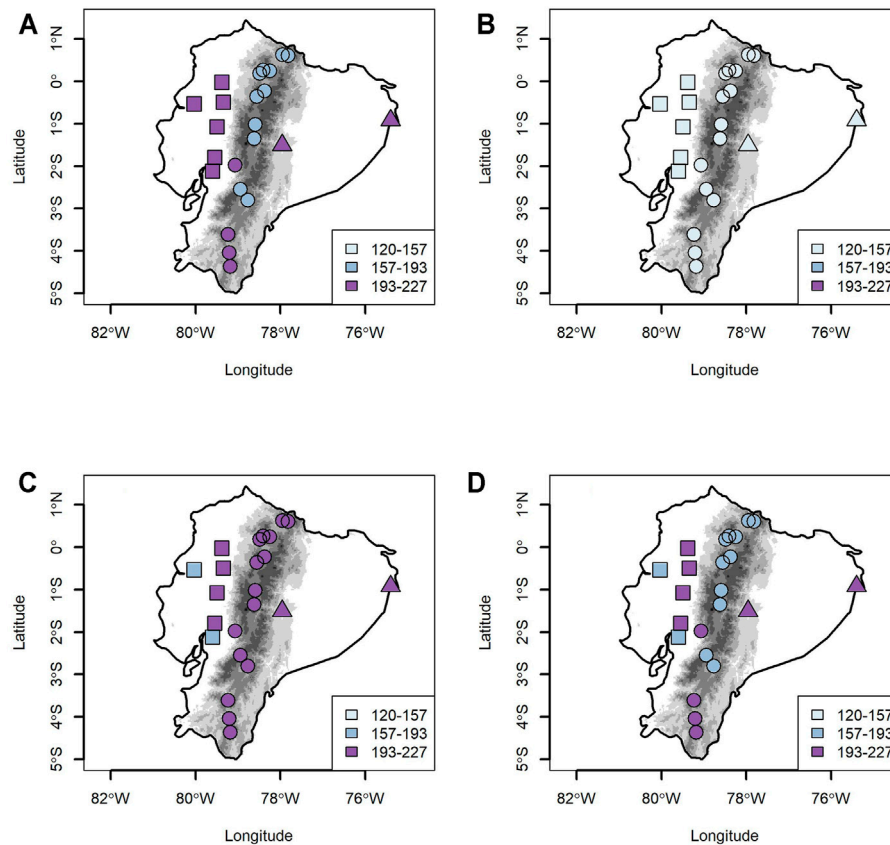 A
1°N
0°
1°S
2°S
3°S
4°S
5°S
Latitude
120-157
157-193
193-227
82°W
80°W
78°W
76°W
Longitude
B
1°N
0°
1°S
2°S
3°S
4°S
5°S
Latitude
120-157
157-193
193-227
82°W
80°W
78°W
76°W
Longitude
C
1°N
0°
1°S
2°S
3°S
4°S
5°S
Latitude
120-157
157-193
193-227
82°W
80°W
78°W
76°W
Longitude
D
1°N
0°
1°S
2°S
3°S
4°S
5°S
Latitude
120-157
157-193
193-227
82°W
80°W
78°W
76°W
Longitude